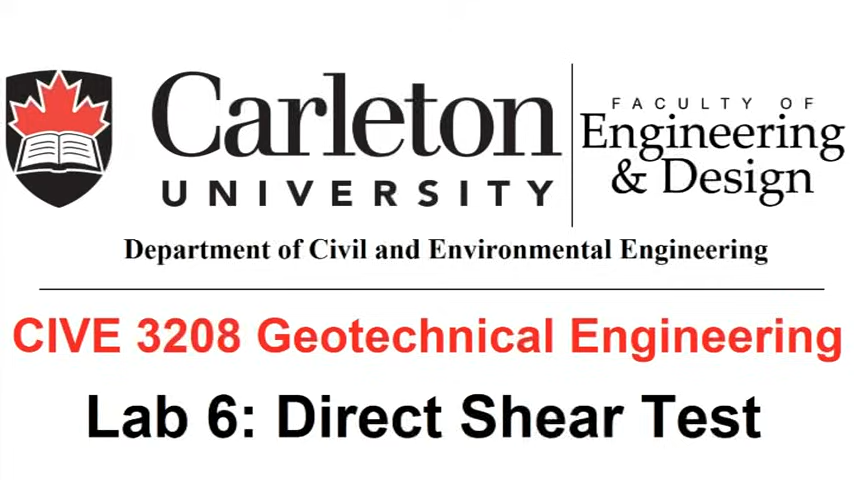 Carleton
UNIVERSITY
FACULTY OF
Engineering
& Design
Department of Civil and Environmental Engineering
CIVE 3208 Geotechnical Engineering
Lab 6: Direct Shear Test